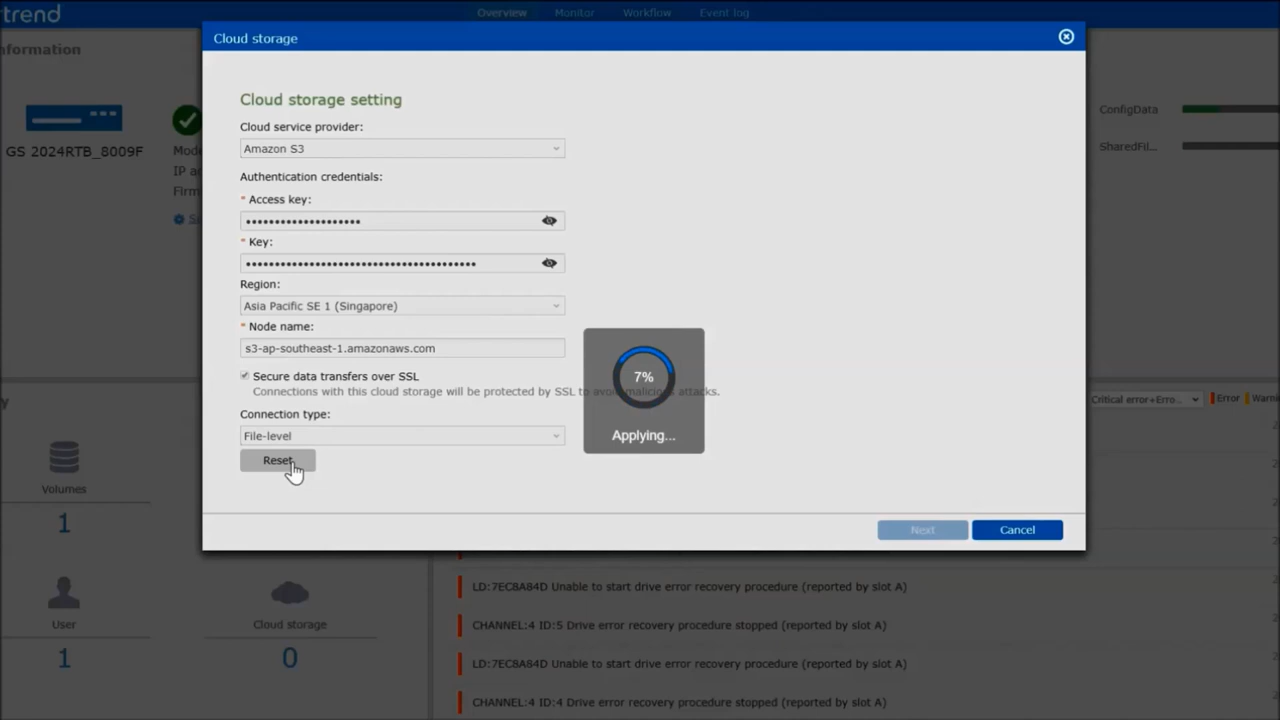 trend
Overview
Monitor
Workflow
Event log
Cloud storage
nformation
Cloud storage setting
Cloud service provider:
Amazon S3
GS 2024RTB_8009F
Mode
IP a
Firm
ConfigData
SharedFil...
Authentication credentials:
* Access key:
••••••••••••••••••••
* Key:
••••••••••••••••••••••••••••••••••••••••
Region:
Asia Pacific SE 1 (Singapore)
* Node name:
s3-ap-southeast-1.amazonaws.com
Secure data transfers over SSL
Connections with this cloud storage will be protected by SSL to avoid malicious attacks.
7%
Applying...
Connection type:
File-level
Reset
Next
Cancel
Critical error+Erro...
Error
Warni
y
Volumes
1
User
1
Cloud storage
0
LD:7EC8A84D Unable to start drive error recovery procedure (reported by slot A)
CHANNEL:4 ID:5 Drive error recovery procedure stopped (reported by slot A)
LD:7EC8A84D Unable to start drive error recovery procedure (reported by slot A)
CHANNEL:4 ID:4 Drive error recovery procedure stopped (reported by slot A)